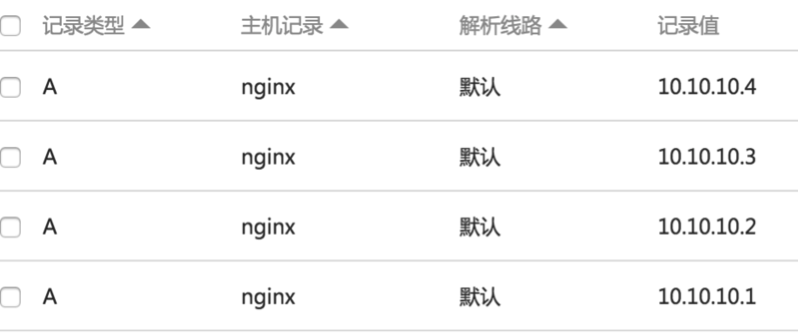 记录类型 主机记录 解析线路 记录值
A nginx 默认 10.10.10.4
A nginx 默认 10.10.10.3
A nginx 默认 10.10.10.2
A nginx 默认 10.10.10.1